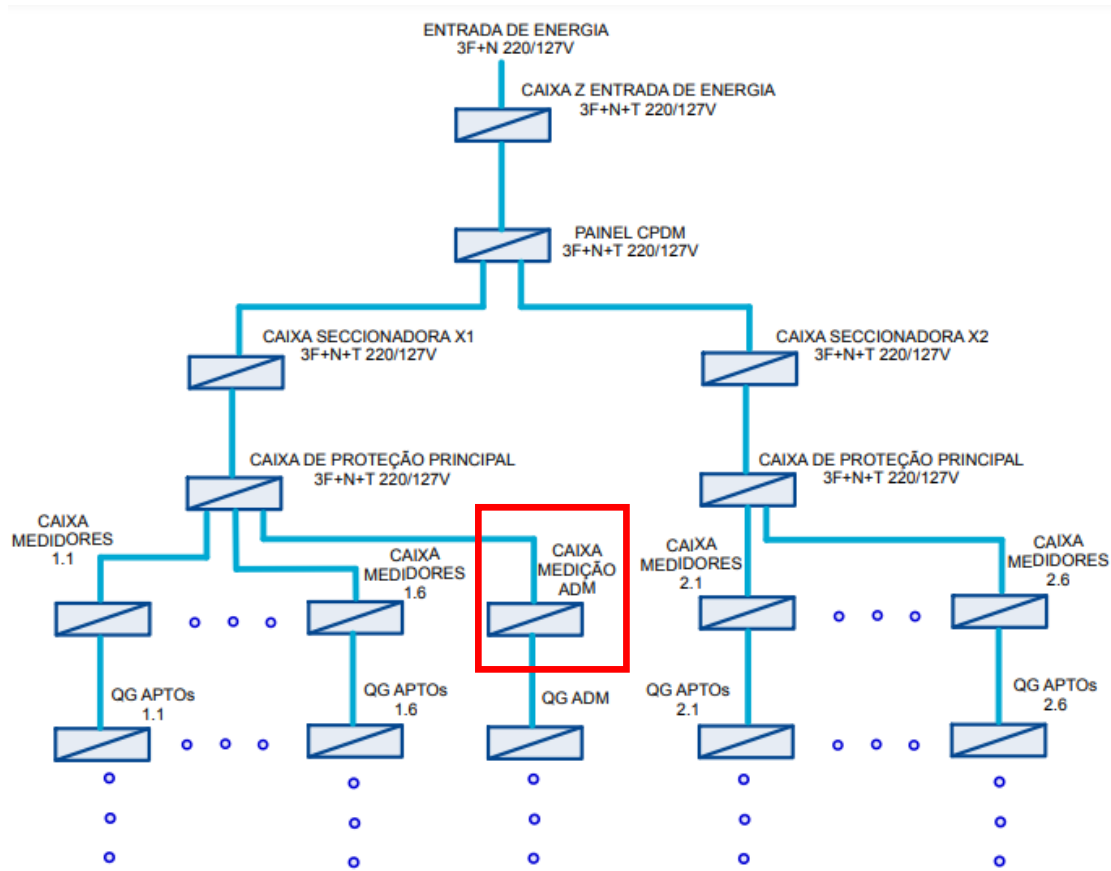 ENTRADA DE ENERGIA
3F+N 220/127V
CAIXA Z ENTRADA DE ENERGIA
3F+N+T 220/127V
PAINEL CPDM
3F+N+T 220/127V
CAIXA SECCIONADORA X1
3F+N+T 220/127V
CAIXA SECCIONADORA X2
3F+N+T 220/127V
CAIXA DE PROTEÇÃO PRINCIPAL
3F+N+T 220/127V
CAIXA DE PROTEÇÃO PRINCIPAL
3F+N+T 220/127V
CAIXA
MEDIDORES
1.1
CAIXA
MEDIDORES
1.6
CAIXA
MEDIÇÃO
ADM
CAIXA
MEDIDORES
2.1
CAIXA
MEDIDORES
2.6
QG APTOs
1.1
QG APTOs
1.6
QG ADM
QG APTOs
2.1
QG APTOs
2.6